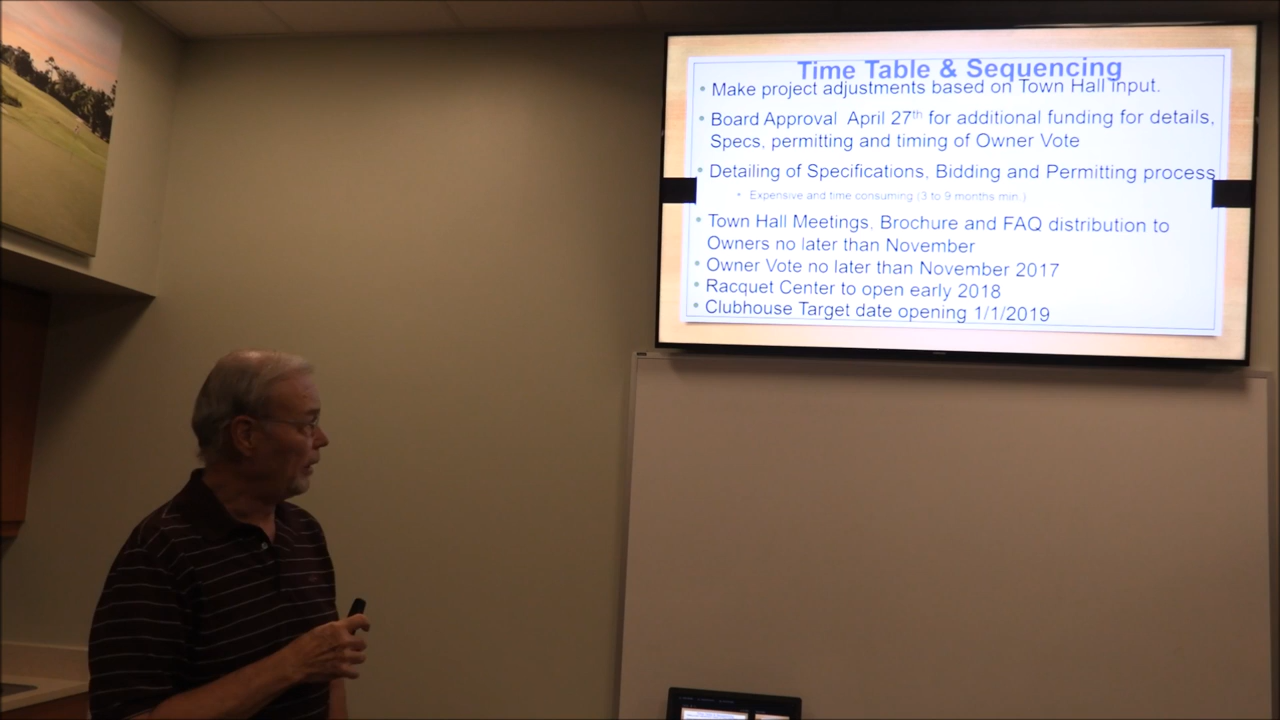 Time Table & Sequencing
• Make project adjustments based on Town Hall input.
• Board Approval April 27th for additional funding for details,
Specs, permitting and timing of Owner Vote
• Detailing of Specifications, Bidding and Permitting process
• Expensive and time consuming (3 to 9 months min.)
• Town Hall Meetings, Brochure and FAQ distribution to
Owners no later than November
• Owner Vote no later than November 2017
• Racquet Center to open early 2018
• Clubhouse Target date opening 1/1/2019